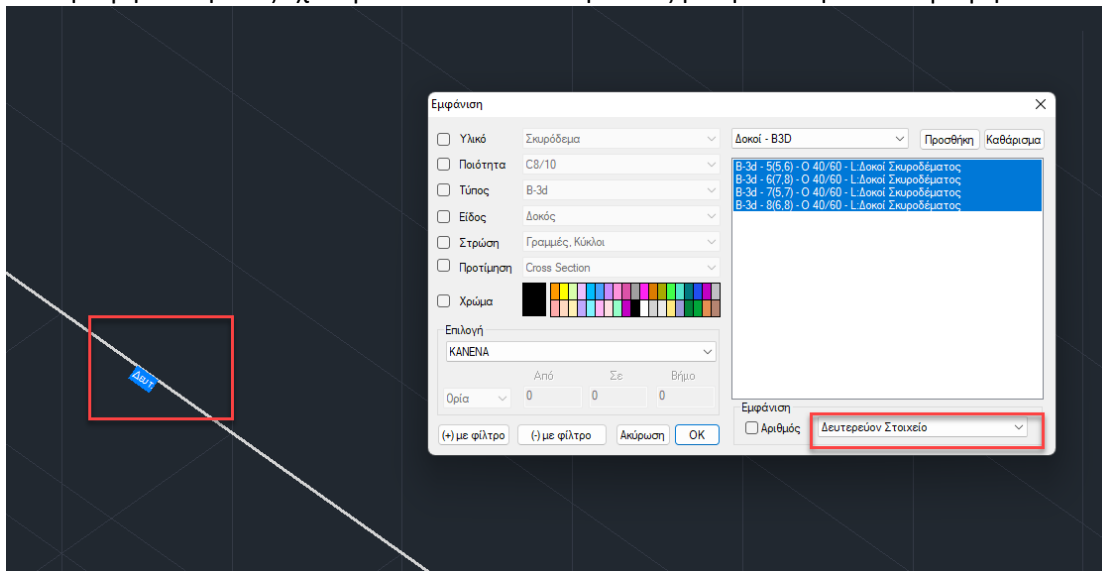 Εμφάνιση
Υλικό Σκυρόδεμα
Ποιότητα C8/10
Τύπος B-3d
Είδος Δοκός
Στρώση Γραμμές, Κύκλοι
Προτίμηση Cross Section
Χρώμα
Επιλογή
ΚΑΝΕΝΑ
Από Σε Βήμο
Ορία 0 0 0
(+) με φίλτρο (-) με φίλτρο Ακύρωση OK
Δοκοί - B3D Προσθήκη Καθάρισμα
B-3d - 5(5,6) - O 40/60 - L:Δοκοί Σκυροδέματος
B-3d - 6(7,8) - O 40/60 - L:Δοκοί Σκυροδέματος
B-3d - 7(5,7) - O 40/60 - L:Δοκοί Σκυροδέματος
B-3d - 8(6,8) - O 40/60 - L:Δοκοί Σκυροδέματος
Εμφάνιση
Αριθμός Δευτερεύον Στοιχείο
Δευτ.